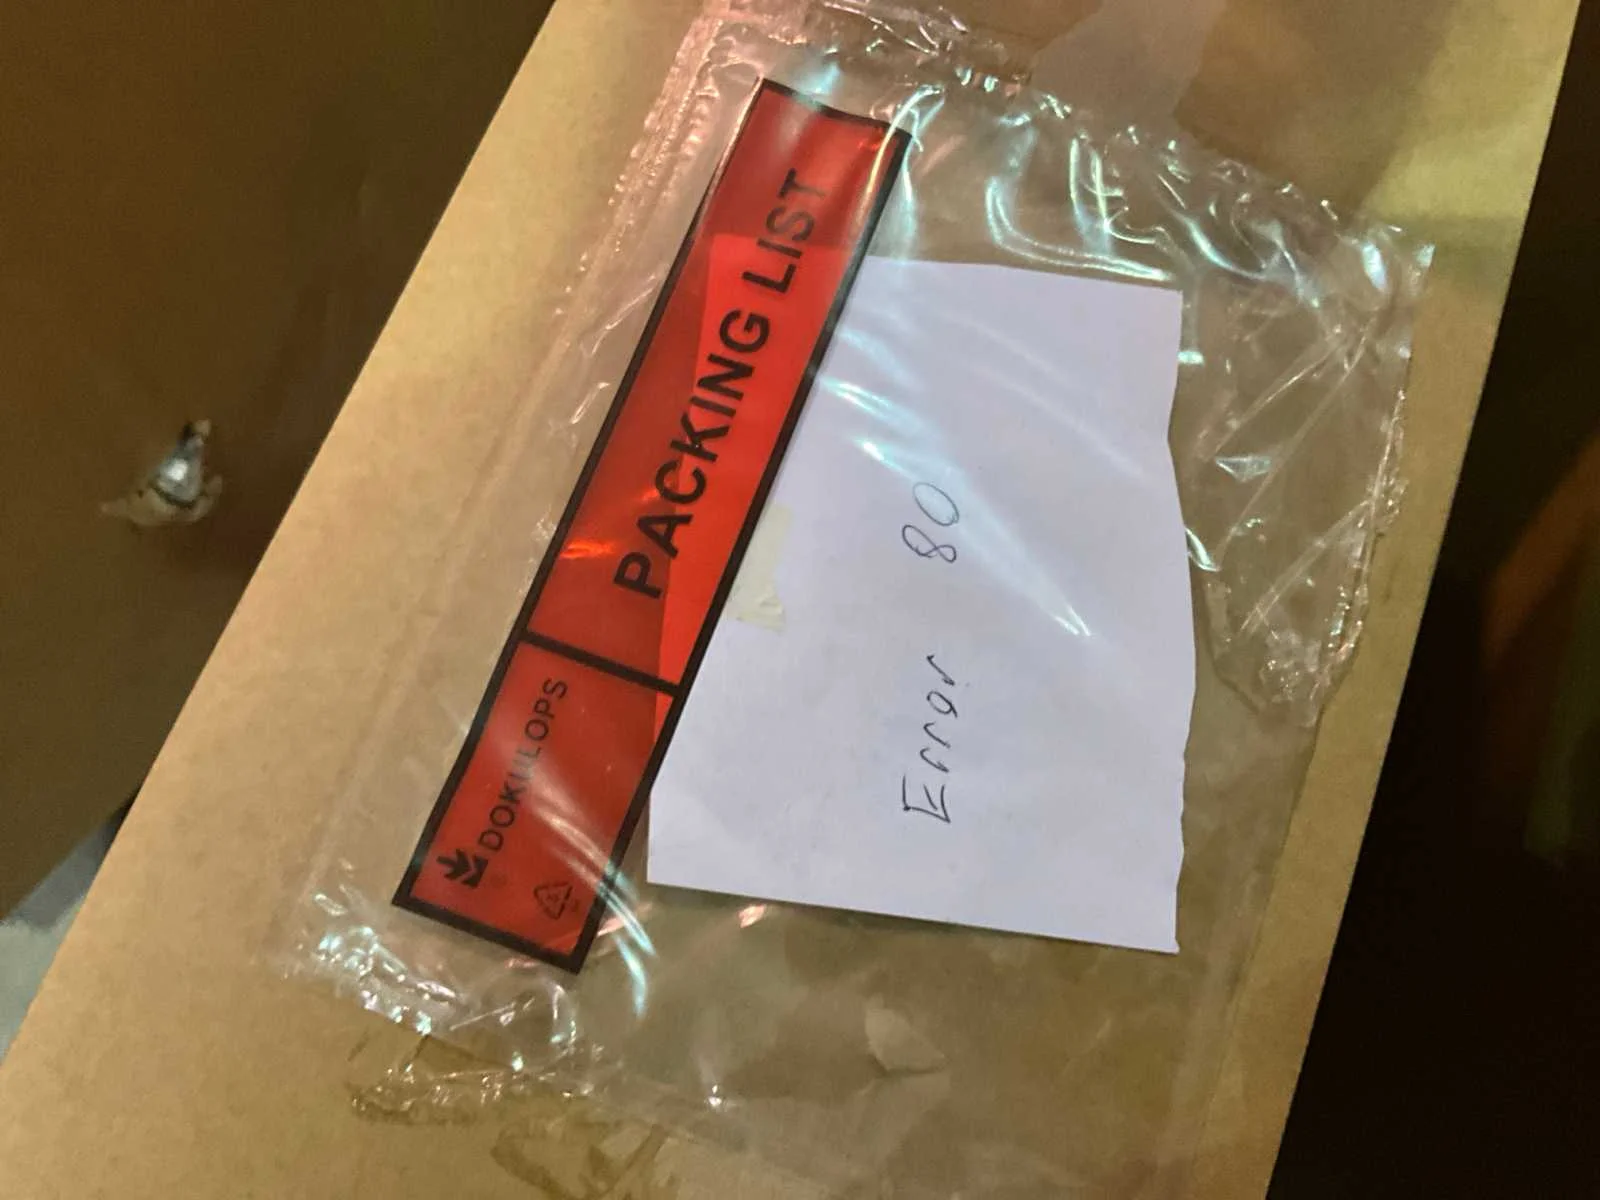 PACKING LIST
DOKULOPS
Error 80